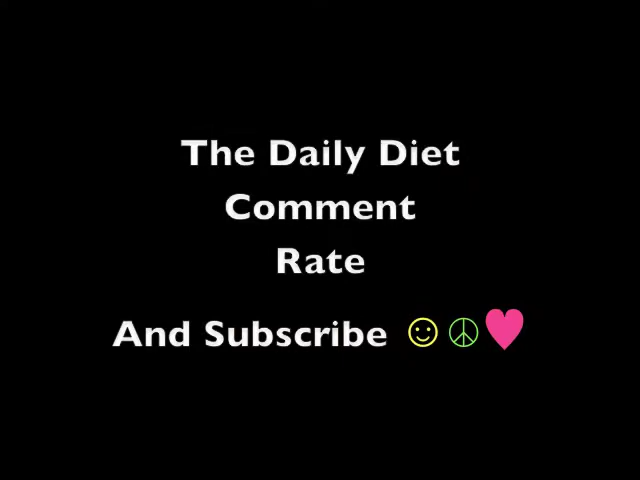 The Daily Diet
Comment
Rate
And Subscribe ☺☮♥